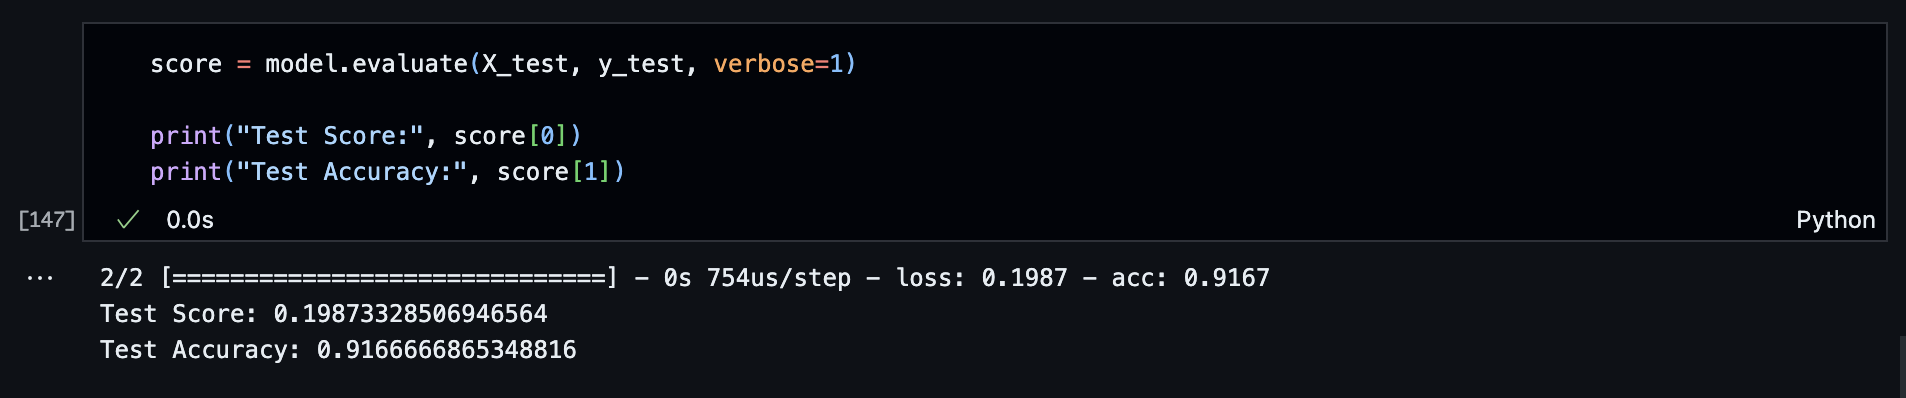 score = model.evaluate(X_test, y_test, verbose=1)
print("Test Score:", score[0])
print("Test Accuracy:", score[1])
[147] ✓ 0.0s Python
... 2/2 [==============================] - 0s 754us/step - loss: 0.1987 - acc: 0.9167
Test Score: 0.19873328506946564
Test Accuracy: 0.9166666865348816